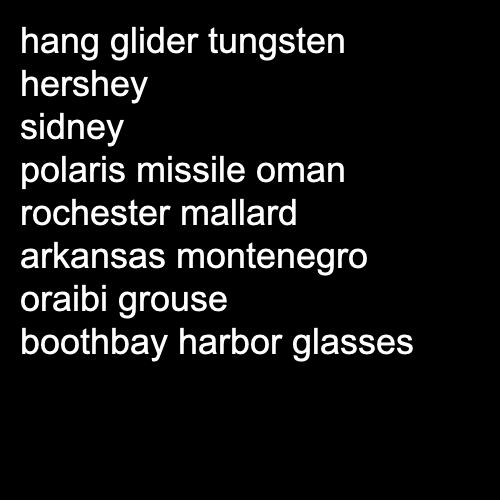 hang glider tungsten
hershey
sidney
polaris missile oman
rochester mallard
arkansas montenegro
oraibi grouse
boothbay harbor glasses